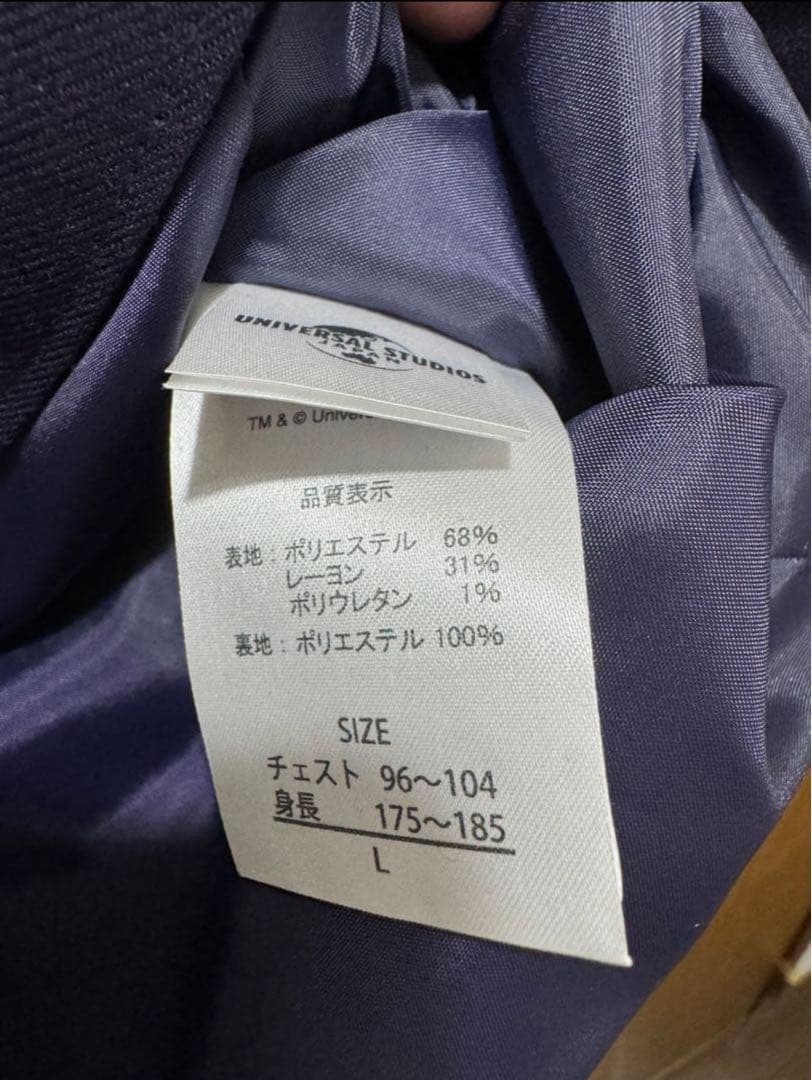 UNIVERSAL STUDIOS
JAPAN
TM & © Univer
品質表示
表地：ポリエステル 68%
レーヨン 31%
ポリウレタン 1%
裏地：ポリエステル 100%
SIZE
チェスト 96～104
身長 175～185
L